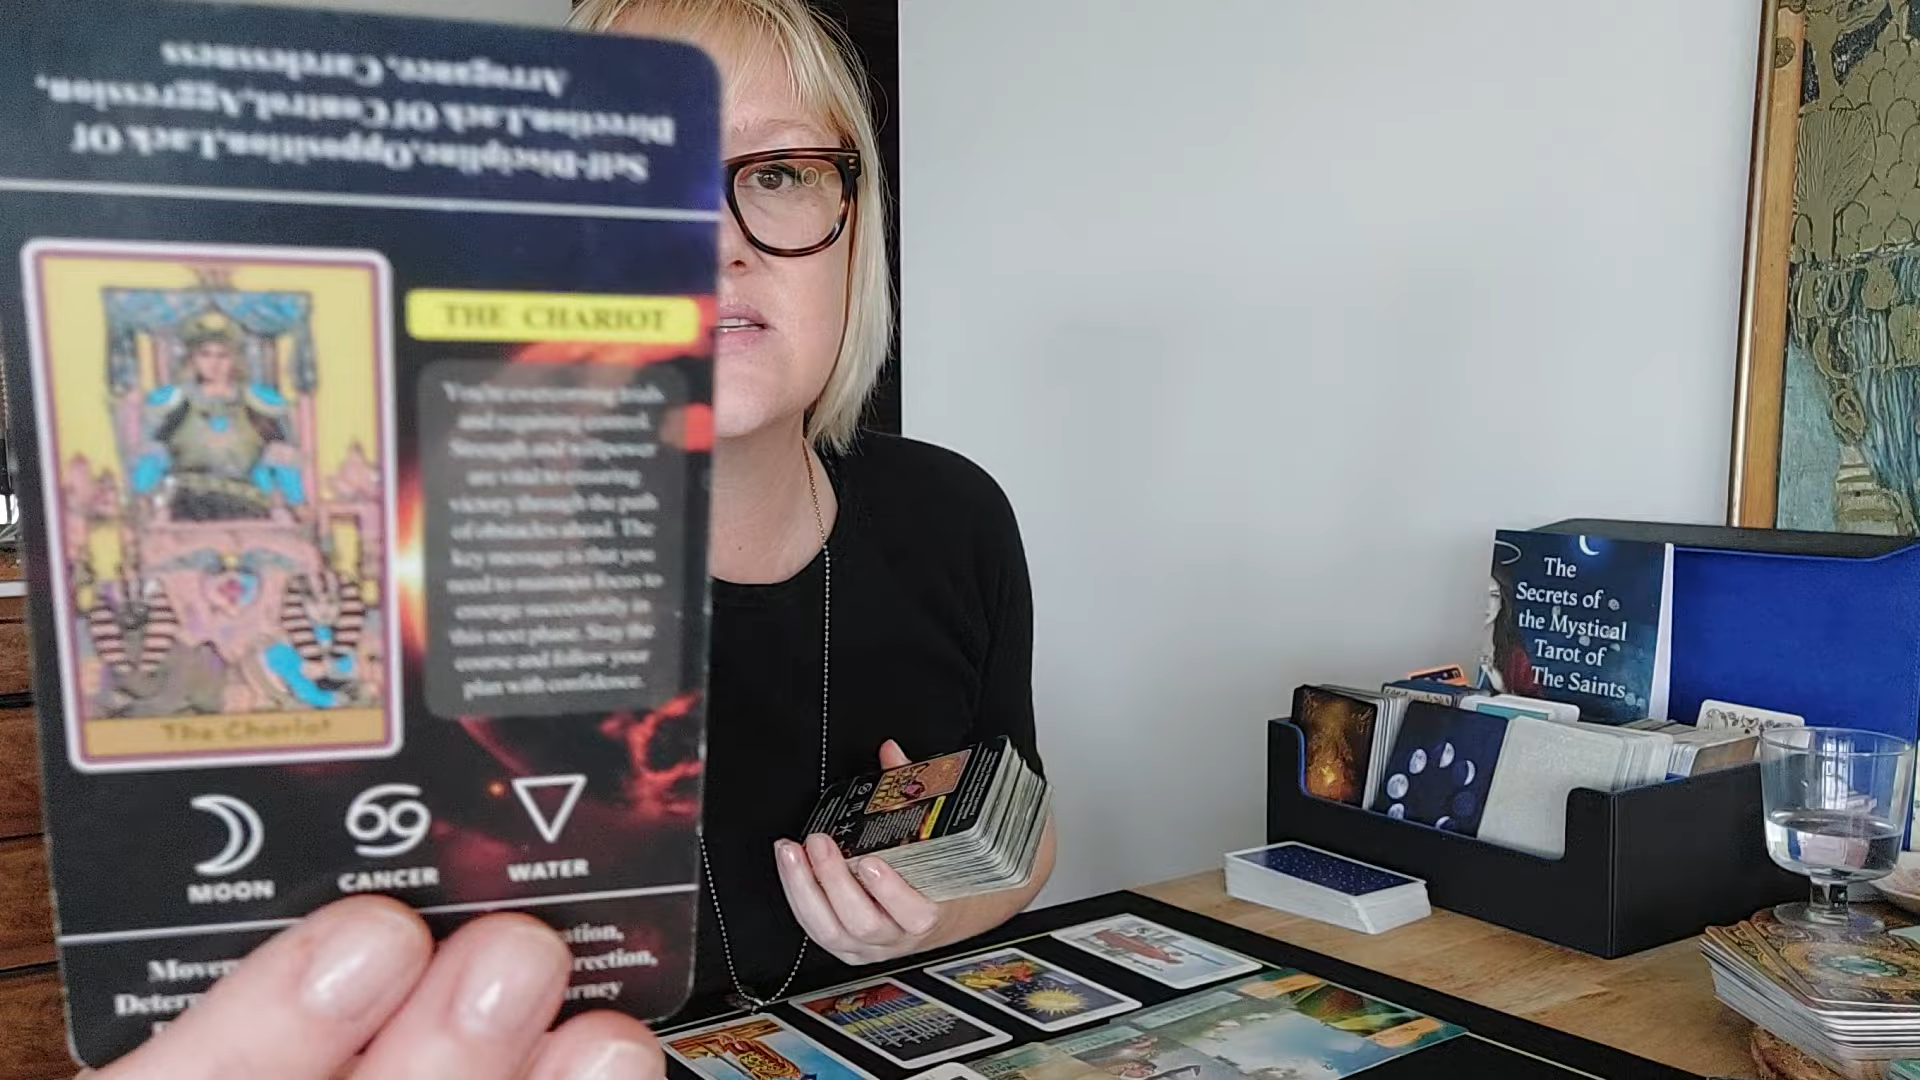 Self-Discipline,Opposition,Lack Of
Direction,Lack Of Control,Aggression,
Arrogance, Carelessness
THE CHARIOT
You're overcoming trials
and regaining control.
Strength and willpower
are vital to ensuring
victory through the path
of obstacles ahead. The
key message is that you
need to maintain focus to
emerge successfully in
this next phase. Stay the
course and follow your
plan with confidence.
The Chariot
MOON
CANCER
WATER
The
Secrets of
the Mystical
Tarot of
The Saints